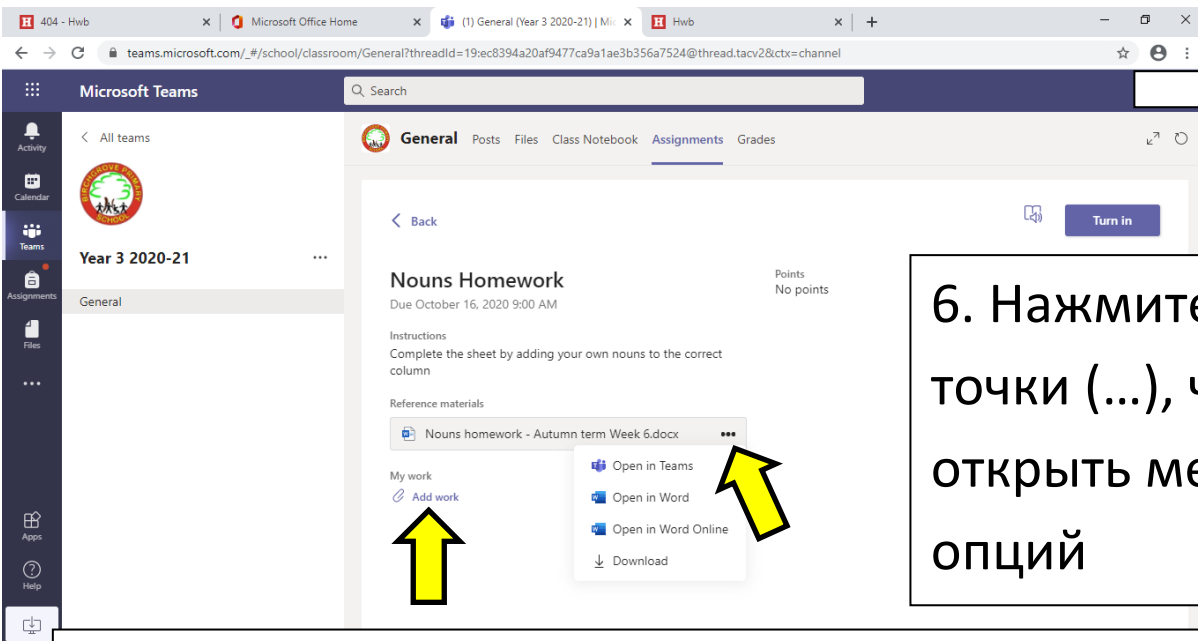 404 - Hwb
Microsoft Office Home
(1) General (Year 3 2020-21) | Mic
Hwb
teams.microsoft.com/_#/school/classroom/General?threadId=19:ec8394a20af9477ca9a1ae3b356a7524@thread.tacv2&ctx=channel
Microsoft Teams
Search
Activity
Calendar
Teams
Assignments
Files
Apps
Help
All teams
BIRCHGROVE PRIMARY SCHOOL
Year 3 2020-21
General
General Posts Files Class Notebook Assignments Grades
Back
Turn in
Nouns Homework
Due October 16, 2020 9:00 AM
Points
No points
Instructions
Complete the sheet by adding your own nouns to the correct
column
Reference materials
Nouns homework - Autumn term Week 6.docx
My work
Add work
Open in Teams
Open in Word
Open in Word Online
Download
6. Нажмите
точки (...), ч
открыть ме
опций